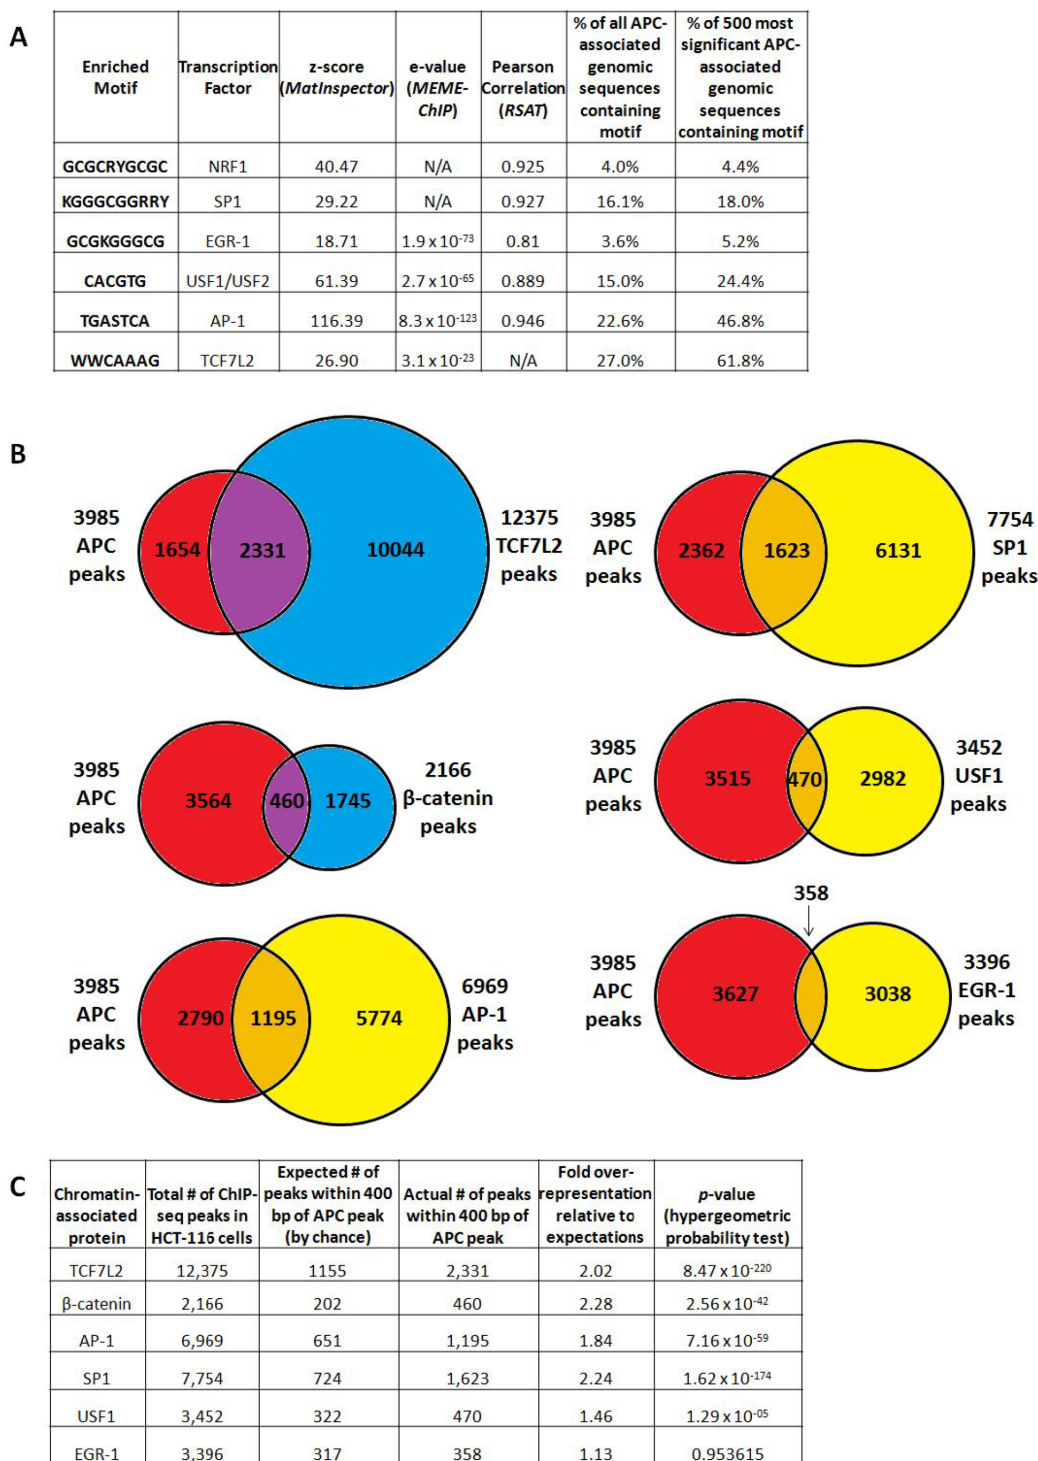 A
Enriched Motif
Transcription Factor
z-score (MatInspector)
e-value (MEME-ChIP)
Pearson Correlation (RSAT)
% of all APC-associated genomic sequences containing motif
% of 500 most significant APC-associated genomic sequences containing motif
GCGCRYGCGC NRF1 40.47 N/A 0.925 4.0% 4.4%
KGGGCGGRRY SP1 29.22 N/A 0.927 16.1% 18.0%
GCGKGGGCG EGR-1 18.71 1.9 x 10-73 0.81 3.6% 5.2%
CACGTG USF1/USF2 61.39 2.7 x 10-65 0.889 15.0% 24.4%
TGASTCA AP-1 116.39 8.3 x 10-123 0.946 22.6% 46.8%
WWCAAAG TCF7L2 26.90 3.1 x 10-23 N/A 27.0% 61.8%
B
3985
APC
peaks
1654 2331 10044
12375
TCF7L2
peaks
3985
APC
peaks
2362 1623 6131
7754
SP1
peaks
3985
APC
peaks
3564 460 1745
2166
β-catenin
peaks
3985
APC
peaks
3515 470 2982
3452
USF1
peaks
3985
APC
peaks
2790 1195 5774
6969
AP-1
peaks
358
3985
APC
peaks
3627 3038
3396
EGR-1
peaks
C
Chromatin-associated protein
Total # of ChIP-seq peaks in HCT-116 cells
Expected # of peaks within 400 bp of APC peak (by chance)
Actual # of peaks within 400 bp of APC peak
Fold over-representation relative to expectations
p-value (hypergeometric probability test)
TCF7L2 12,375 1155 2,331 2.02 8.47 x 10-220
β-catenin 2,166 202 460 2.28 2.56 x 10-42
AP-1 6,969 651 1,195 1.84 7.16 x 10-59
SP1 7,754 724 1,623 2.24 1.62 x 10-174
USF1 3,452 322 470 1.46 1.29 x 10-05
EGR-1 3,396 317 358 1.13 0.953615